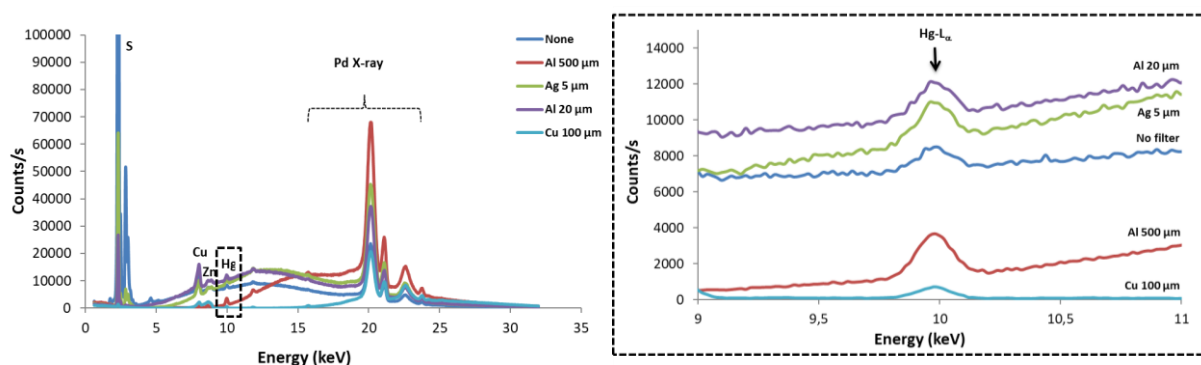 100000
90000
80000
70000
60000
50000
40000
30000
20000
10000
0
Counts/s
S
Cu
Zn
Hg
Pd X-ray
None
Al 500 µm
Ag 5 µm
Al 20 µm
Cu 100 µm
0 5 10 15 20 25 30 35
Energy (keV)
14000
12000
10000
8000
6000
4000
2000
0
Counts/s
Hg-Lα
Al 20 µm
Ag 5 µm
No filter
Al 500 µm
Cu 100 µm
9 9,5 10 10,5 11
Energy (keV)